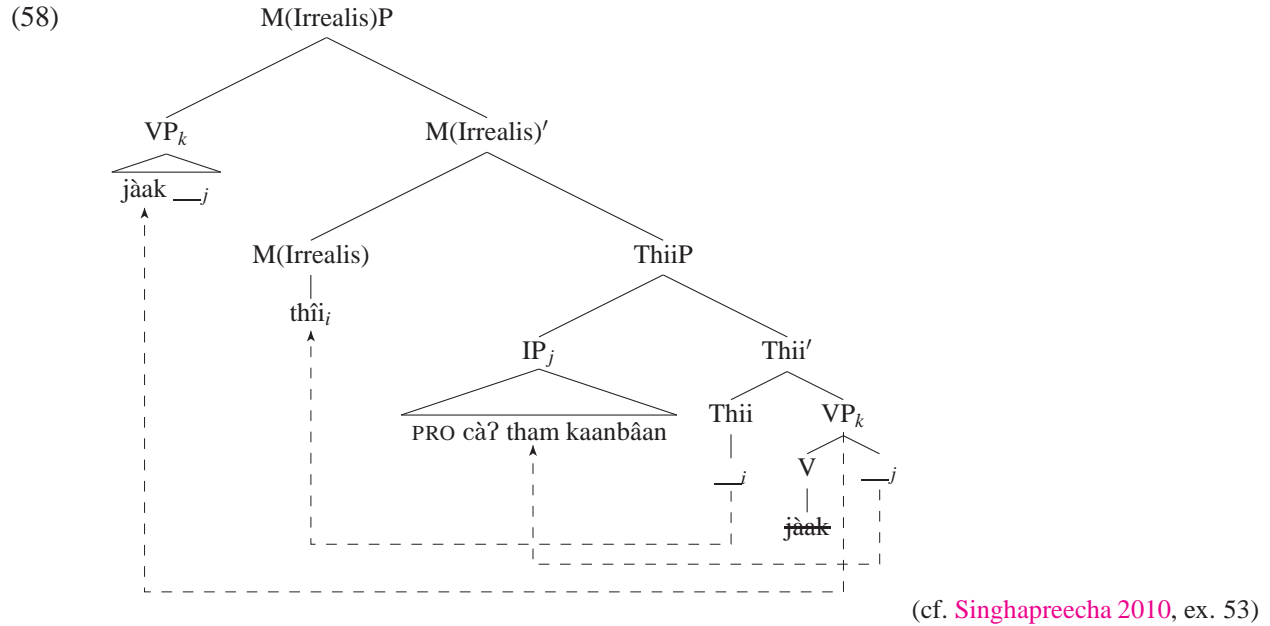 (58) M(Irrealis)P
VPₖ M(Irrealis)′
jàak __ⱼ
M(Irrealis) ThiiP
thîiᵢ
IPⱼ Thii′
Thii VPₖ
PRO càʔ tham kaanbâan
__ᵢ V __ⱼ
jàak
(cf. Singhapreecha 2010, ex. 53)